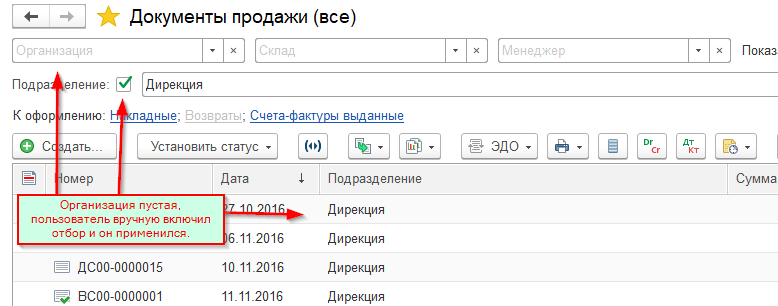 Документы продажи (все)
Организация Склад Менеджер Показа
Подразделение: Дирекция
К оформлению: Накладные; Возвраты; Счета-фактуры выданные
Создать... Установить статус ЭДО Dr Cr Дт Кт
Номер Дата ↓ Подразделение Сумма
Организация пустая,
пользователь вручную включил
отбор и он применился.
27.10.2016 Дирекция
06.11.2016 Дирекция
ДС00-0000015 10.11.2016 Дирекция
ВС00-0000001 11.11.2016 Дирекция